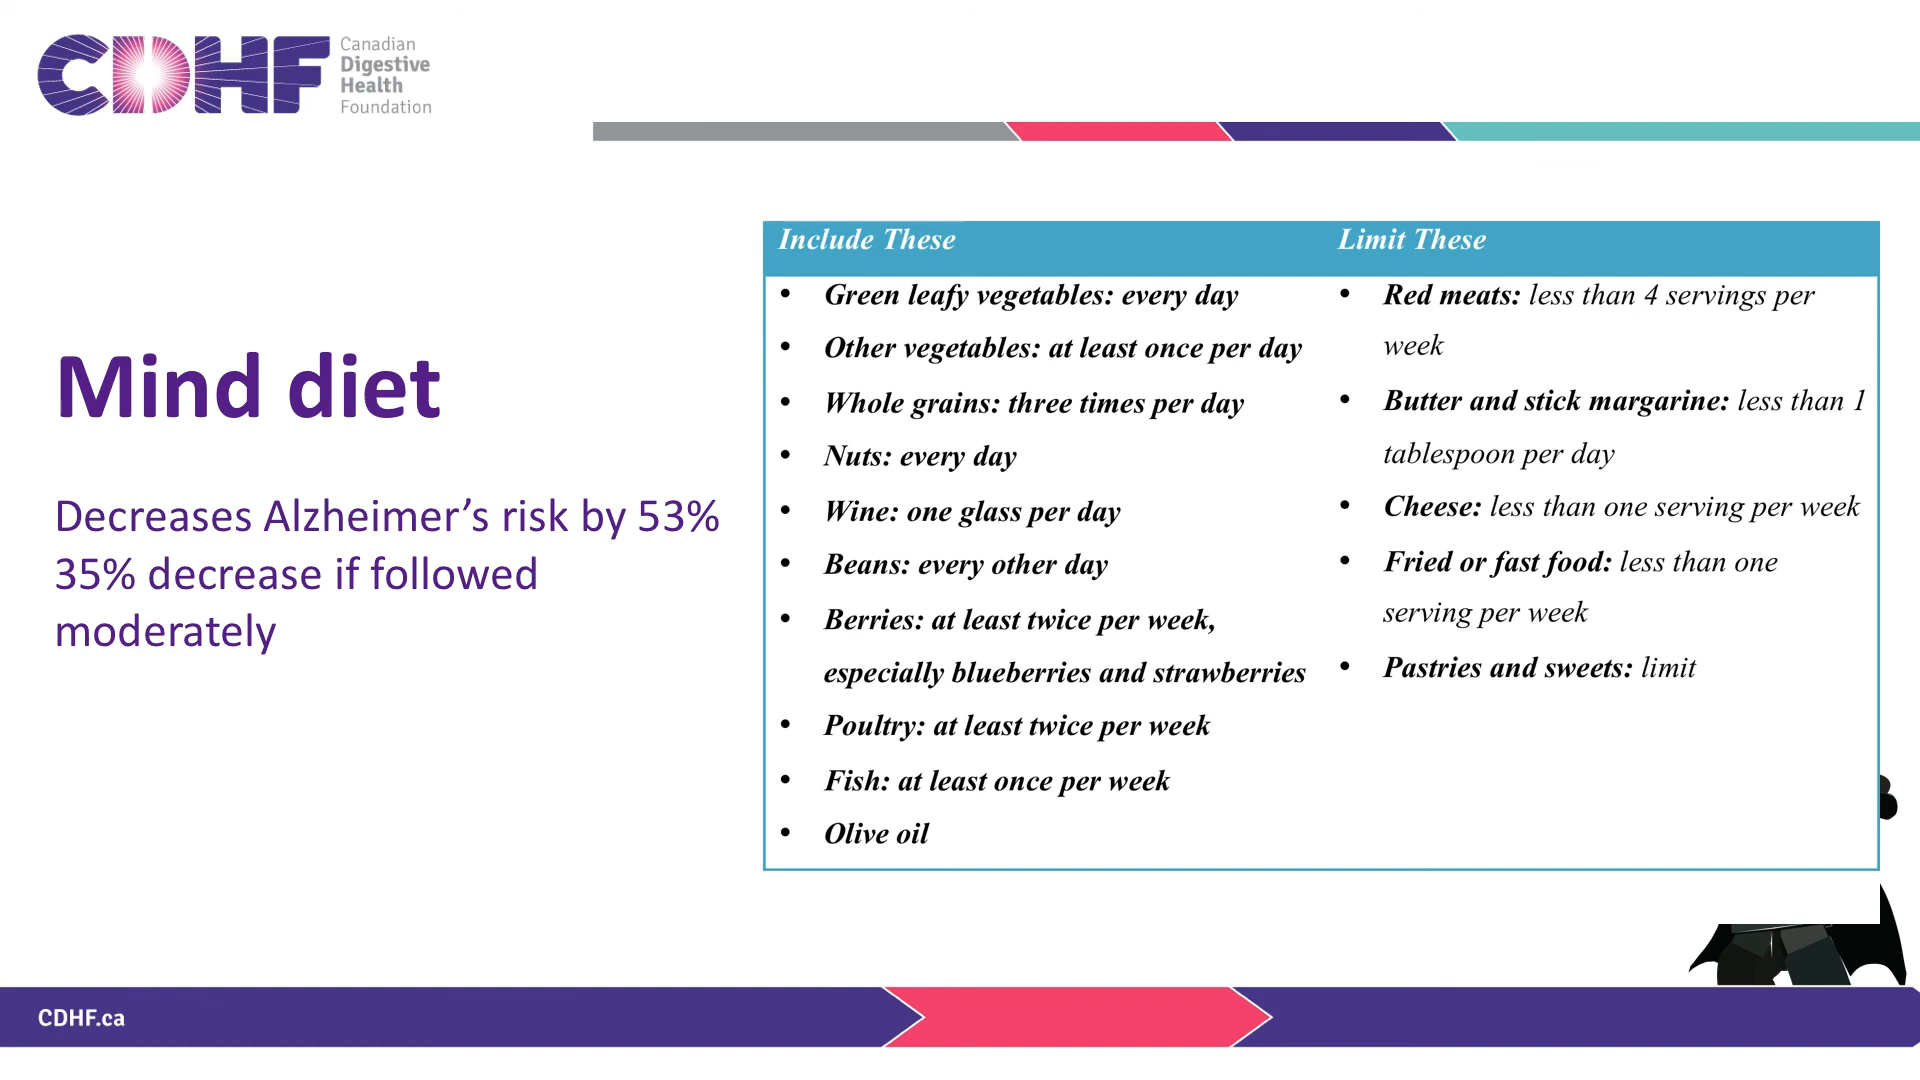 CDHF
Canadian
Digestive
Health
Foundation
Mind diet
Decreases Alzheimer’s risk by 53%
35% decrease if followed
moderately
Include These
• Green leafy vegetables: every day
• Other vegetables: at least once per day
• Whole grains: three times per day
• Nuts: every day
• Wine: one glass per day
• Beans: every other day
• Berries: at least twice per week,
especially blueberries and strawberries
• Poultry: at least twice per week
• Fish: at least once per week
• Olive oil
Limit These
• Red meats: less than 4 servings per
week
• Butter and stick margarine: less than 1
tablespoon per day
• Cheese: less than one serving per week
• Fried or fast food: less than one
serving per week
• Pastries and sweets: limit
CDHF.ca